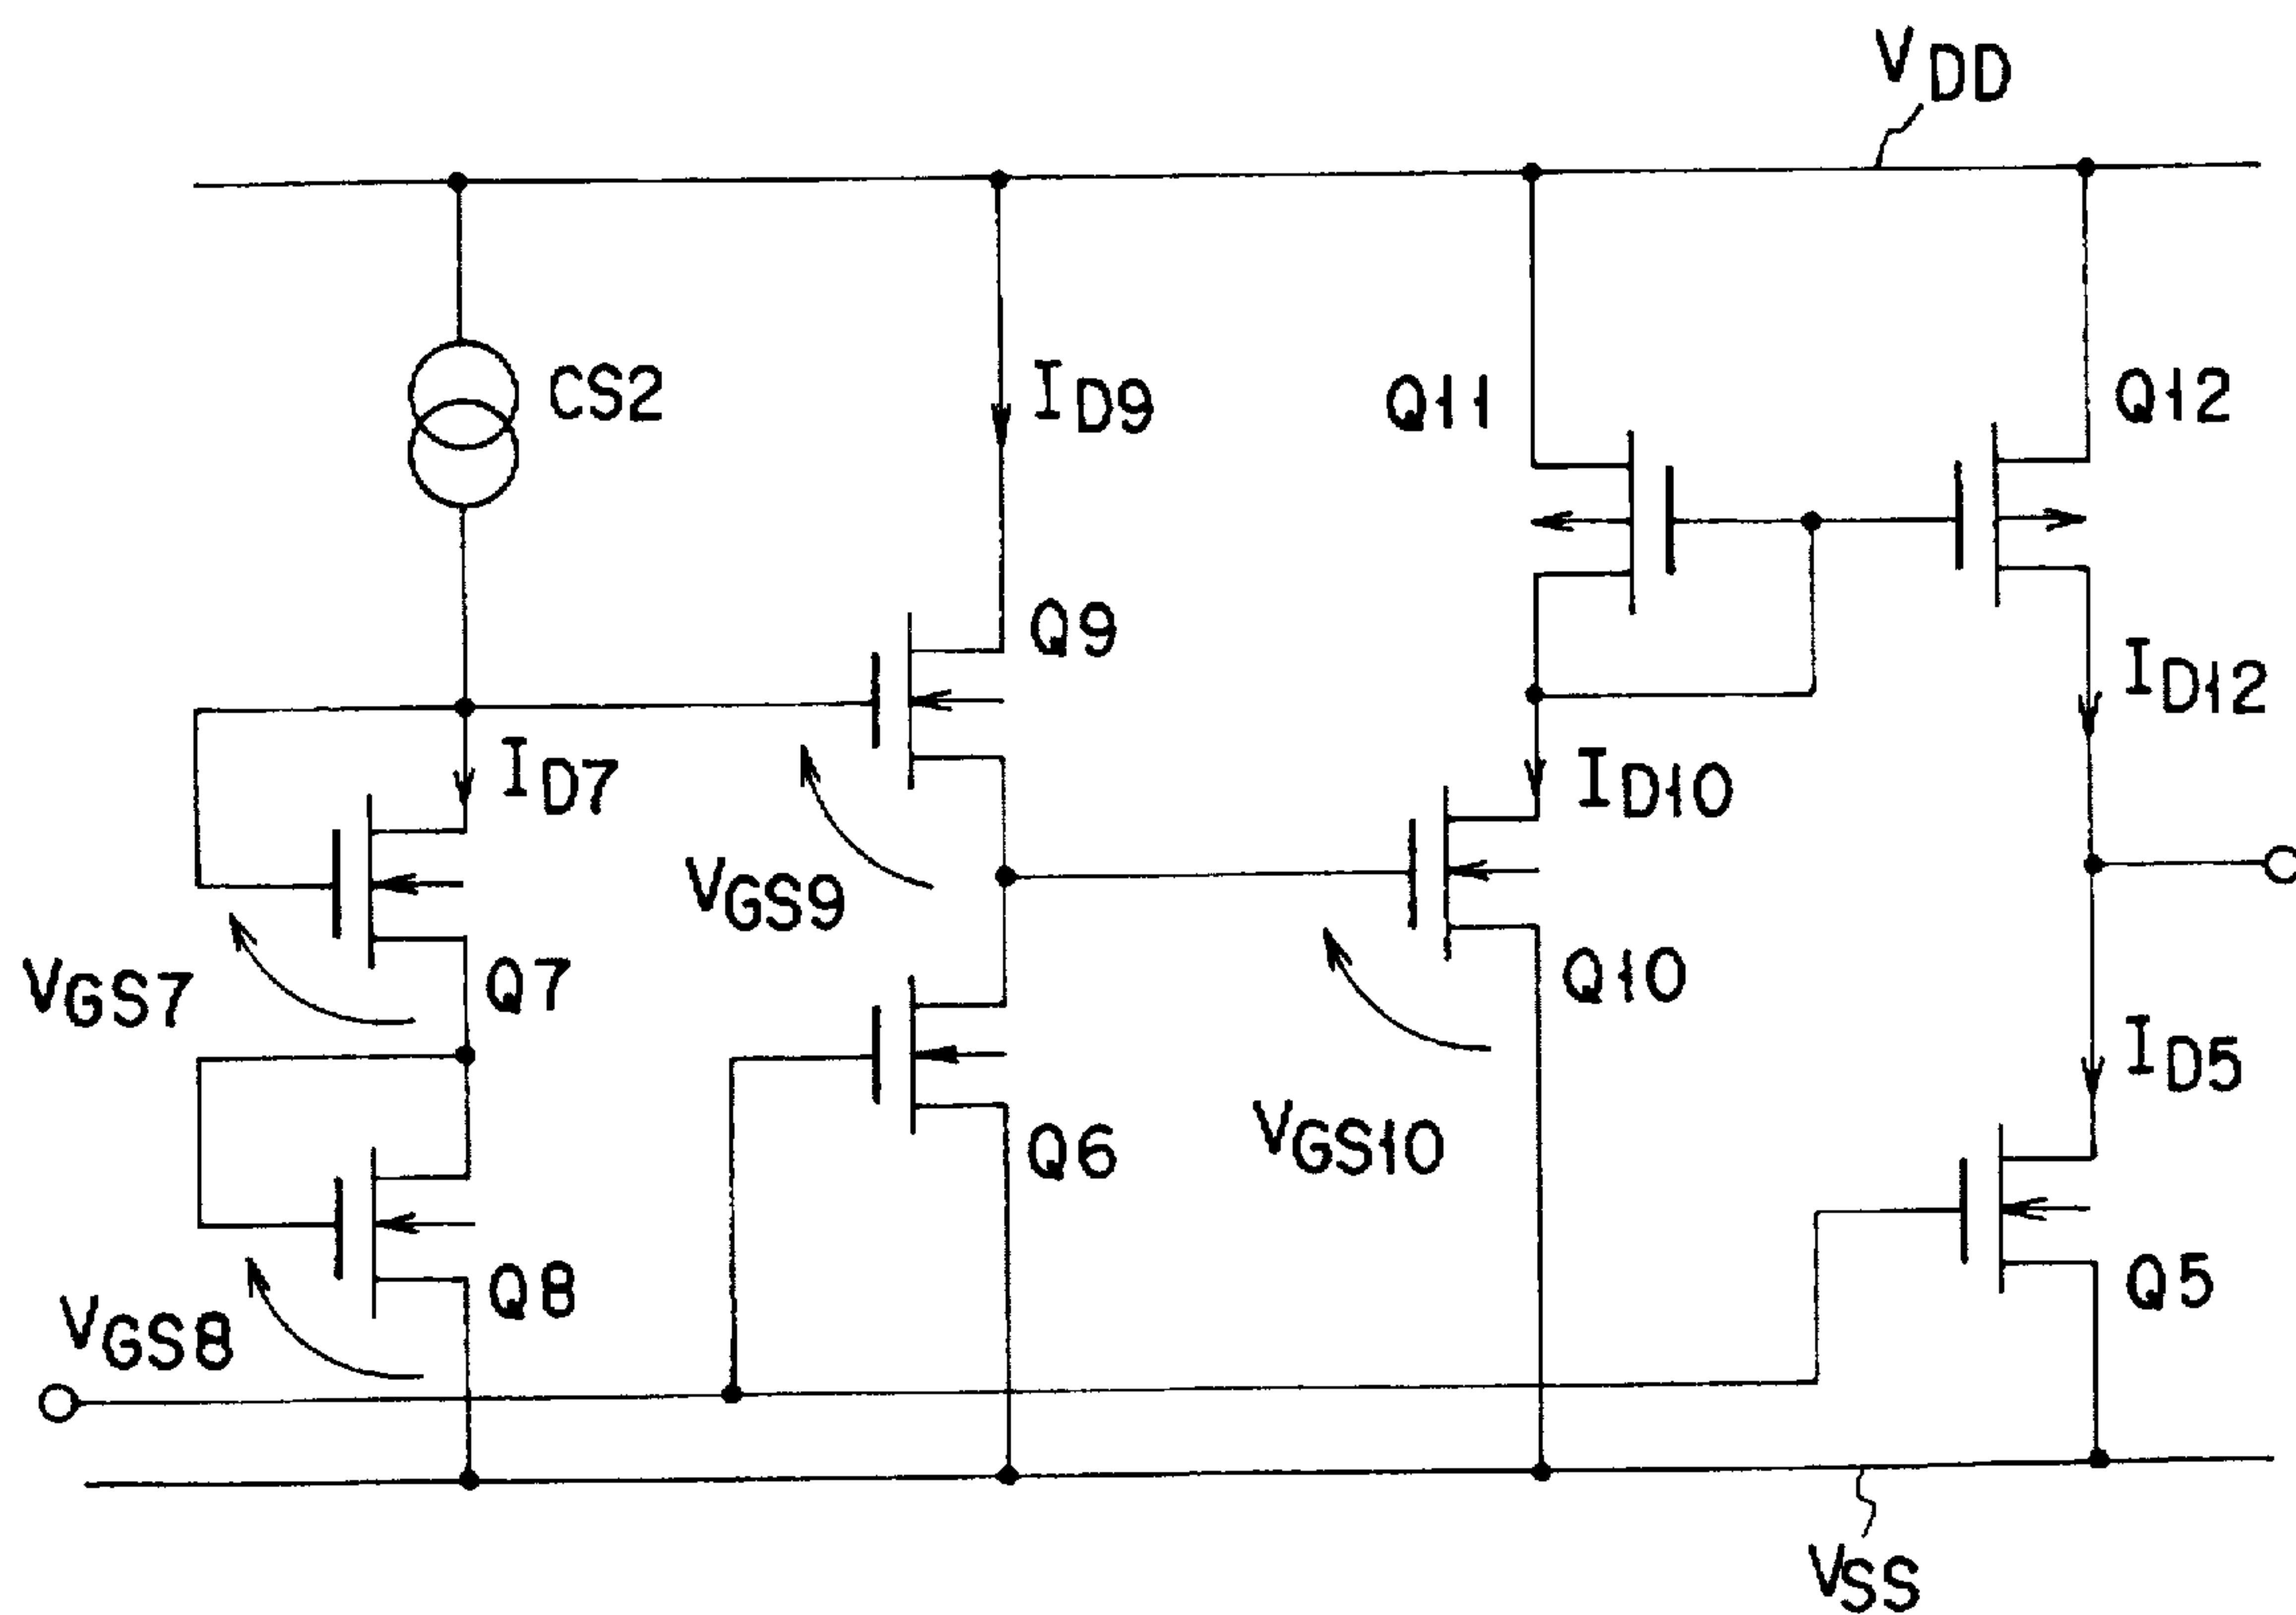 VDD
CS2
ID9
Q11
Q12
Q9
ID12
ID7
ID10
VGS9
VGS7
Q7
Q10
ID5
VGS10
Q6
Q8
Q5
VGS8
VSS